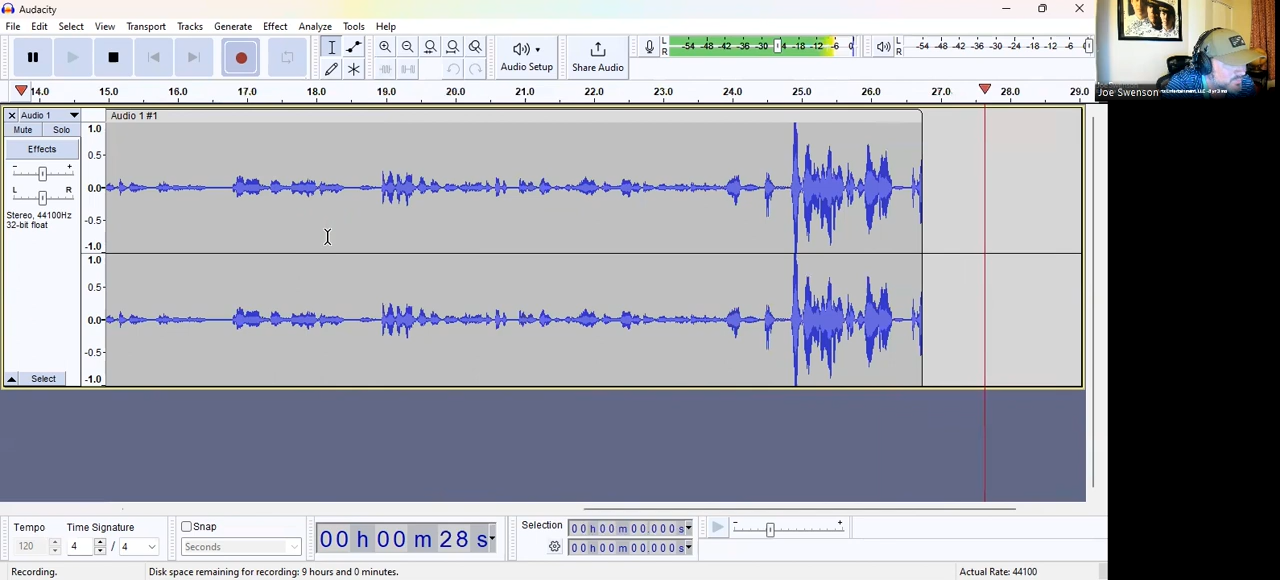 Audacity
File Edit Select View Transport Tracks Generate Effect Analyze Tools Help
Audio Setup
Share Audio
L
R
-54 -48 -42 -36 -30 -18 -12 -6 0
L
R
-54 -48 -42 -36 -30 -24 -18 -12 -6
14.0 15.0 16.0 17.0 18.0 19.0 20.0 21.0 22.0 23.0 24.0 25.0 26.0 27.0 28.0 29.0
Joe Swenson
Audio 1
Audio 1 #1
Mute Solo
Effects
- +
L R
Stereo, 44100Hz
32-bit float
1.0
0.5
0.0
-0.5
-1.0
1.0
0.5
0.0
-0.5
-1.0
Select
Tempo
120
Time Signature
4 / 4
Snap
Seconds
00 h 00 m 28 s
Selection
00 h 00 m 00.000 s
00 h 00 m 00.000 s
- +
Recording.
Disk space remaining for recording: 9 hours and 0 minutes.
Actual Rate: 44100